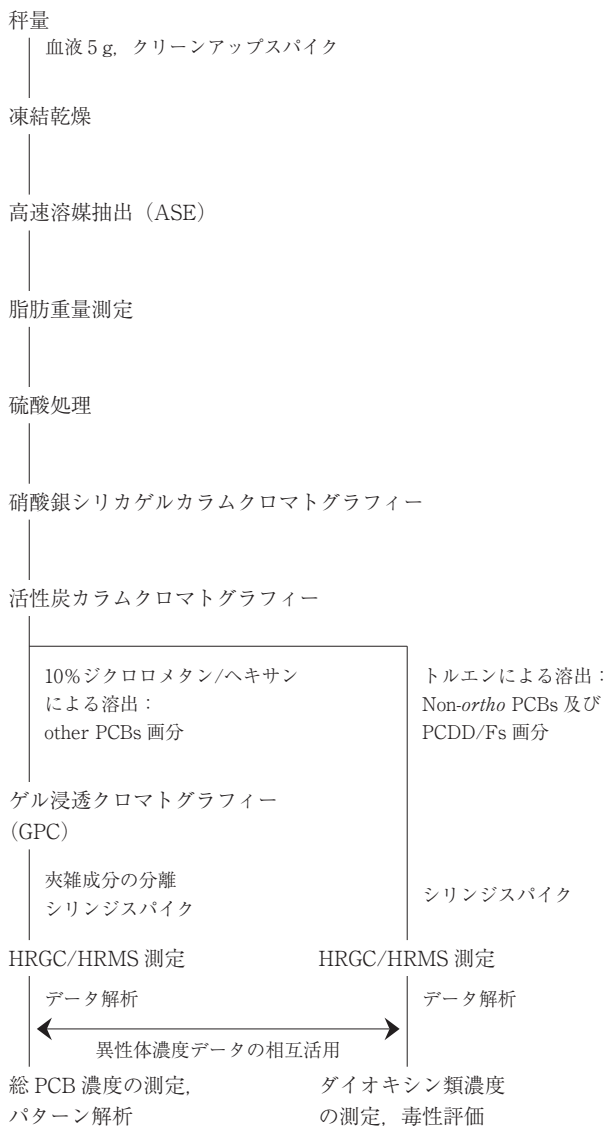 秤量
血液 5 g，クリーンアップスパイク
凍結乾燥
高速溶媒抽出（ASE）
脂肪重量測定
硫酸処理
硝酸銀シリカゲルカラムクロマトグラフィー
活性炭カラムクロマトグラフィー
10％ジクロロメタン/ヘキサン
による溶出：
other PCBs 画分
トルエンによる溶出：
Non-ortho PCBs 及び
PCDD/Fs 画分
ゲル浸透クロマトグラフィー
（GPC）
夾雑成分の分離
シリンジスパイク
シリンジスパイク
HRGC/HRMS 測定
HRGC/HRMS 測定
データ解析
データ解析
異性体濃度データの相互活用
総 PCB 濃度の測定，
パターン解析
ダイオキシン類濃度
の測定，毒性評価